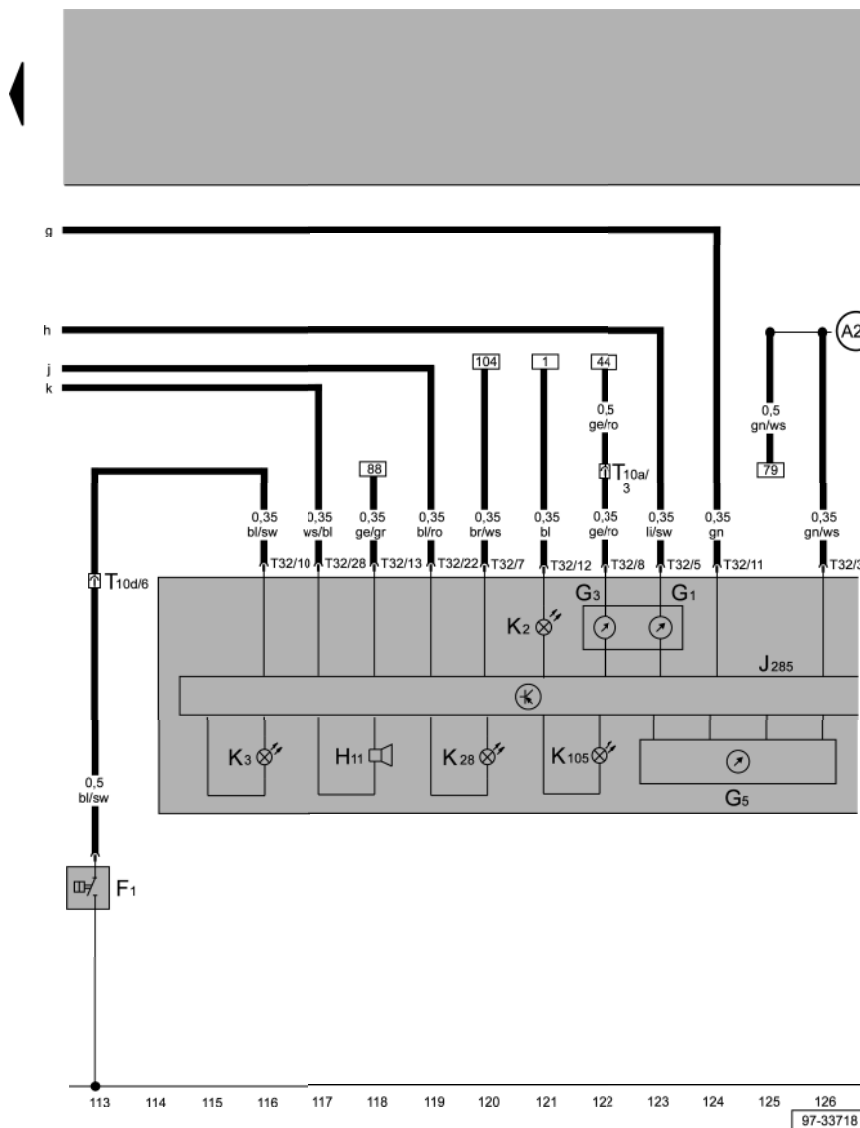 g
h
A2
j
104
1
44
k
0,5
ge/ro
0,5
gn/ws
88
T10a/
3
79
0,35
bl/sw
0,35
ws/bl
0,35
ge/gr
0,35
bl/ro
0,35
br/ws
0,35
bl
0,35
ge/ro
0,35
li/sw
0,35
gn
0,35
gn/ws
T32/10
T32/28
T32/13
T32/22
T32/7
T32/12
T32/8
T32/5
T32/11
T32/3
T10d/6
G3
G1
K2
J285
K3
H11
K28
K105
G5
0,5
bl/sw
F1
113 114 115 116 117 118 119 120 121 122 123 124 125 126
97-33718